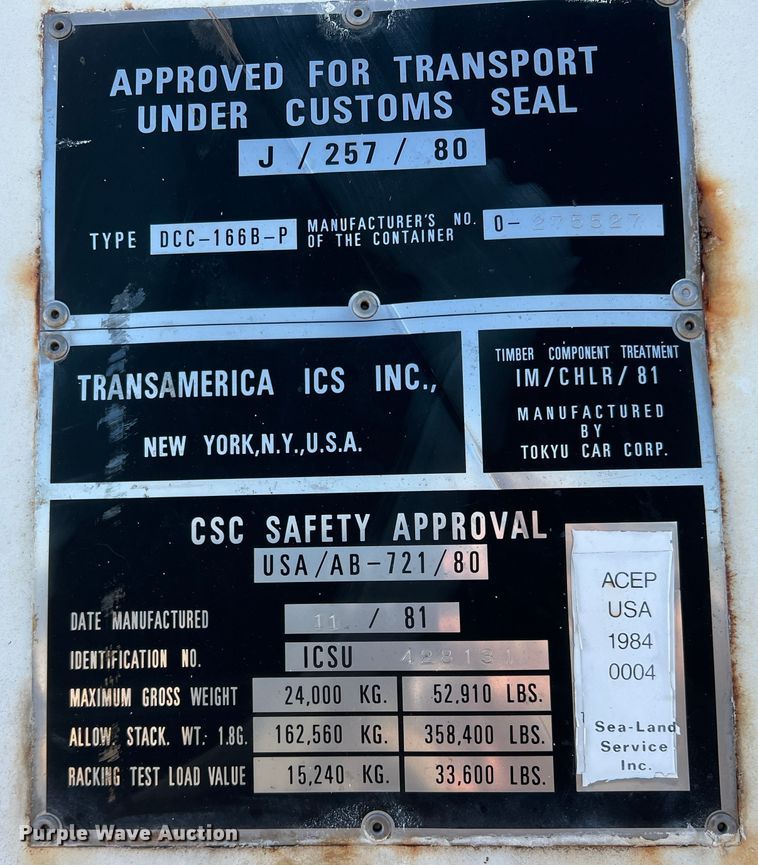 APPROVED FOR TRANSPORT
UNDER CUSTOMS SEAL
J / 257 / 80
TYPE DCC-166B-P MANUFACTURER'S NO. OF THE CONTAINER 0-275527
TRANSAMERICA ICS INC.,
NEW YORK, N.Y., U.S.A.
TIMBER COMPONENT TREATMENT
IM/CHLR/81
MANUFACTURED
BY
TOKYU CAR CORP.
CSC SAFETY APPROVAL
USA/AB-721/80
DATE MANUFACTURED 11 / 81
IDENTIFICATION NO. ICSU 428131
MAXIMUM GROSS WEIGHT 24,000 KG. 52,910 LBS.
ALLOW. STACK. WT.: 1.8G. 162,560 KG. 358,400 LBS.
RACKING TEST LOAD VALUE 15,240 KG. 33,600 LBS.
ACEP
USA
1984
0004
Sea-Land
Service
Inc.
Purple Wave Auction